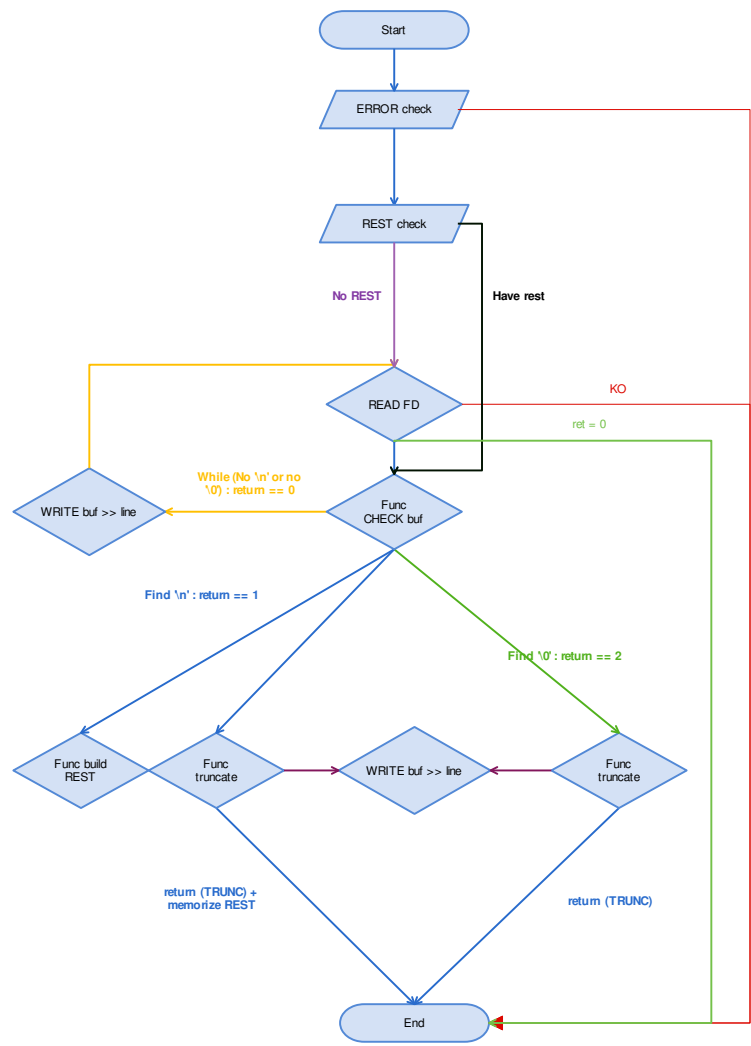 Start
ERROR check
REST check
No REST
Have rest
KO
READ FD
ret = 0
While (No '\n' or no
'\0') : return == 0
WRITE buf >> line
Func
CHECK buf
Find '\n' : return == 1
Find '\0' : return == 2
Func build
REST
Func
truncate
WRITE buf >> line
Func
truncate
return (TRUNC) +
memorize REST
return (TRUNC)
End